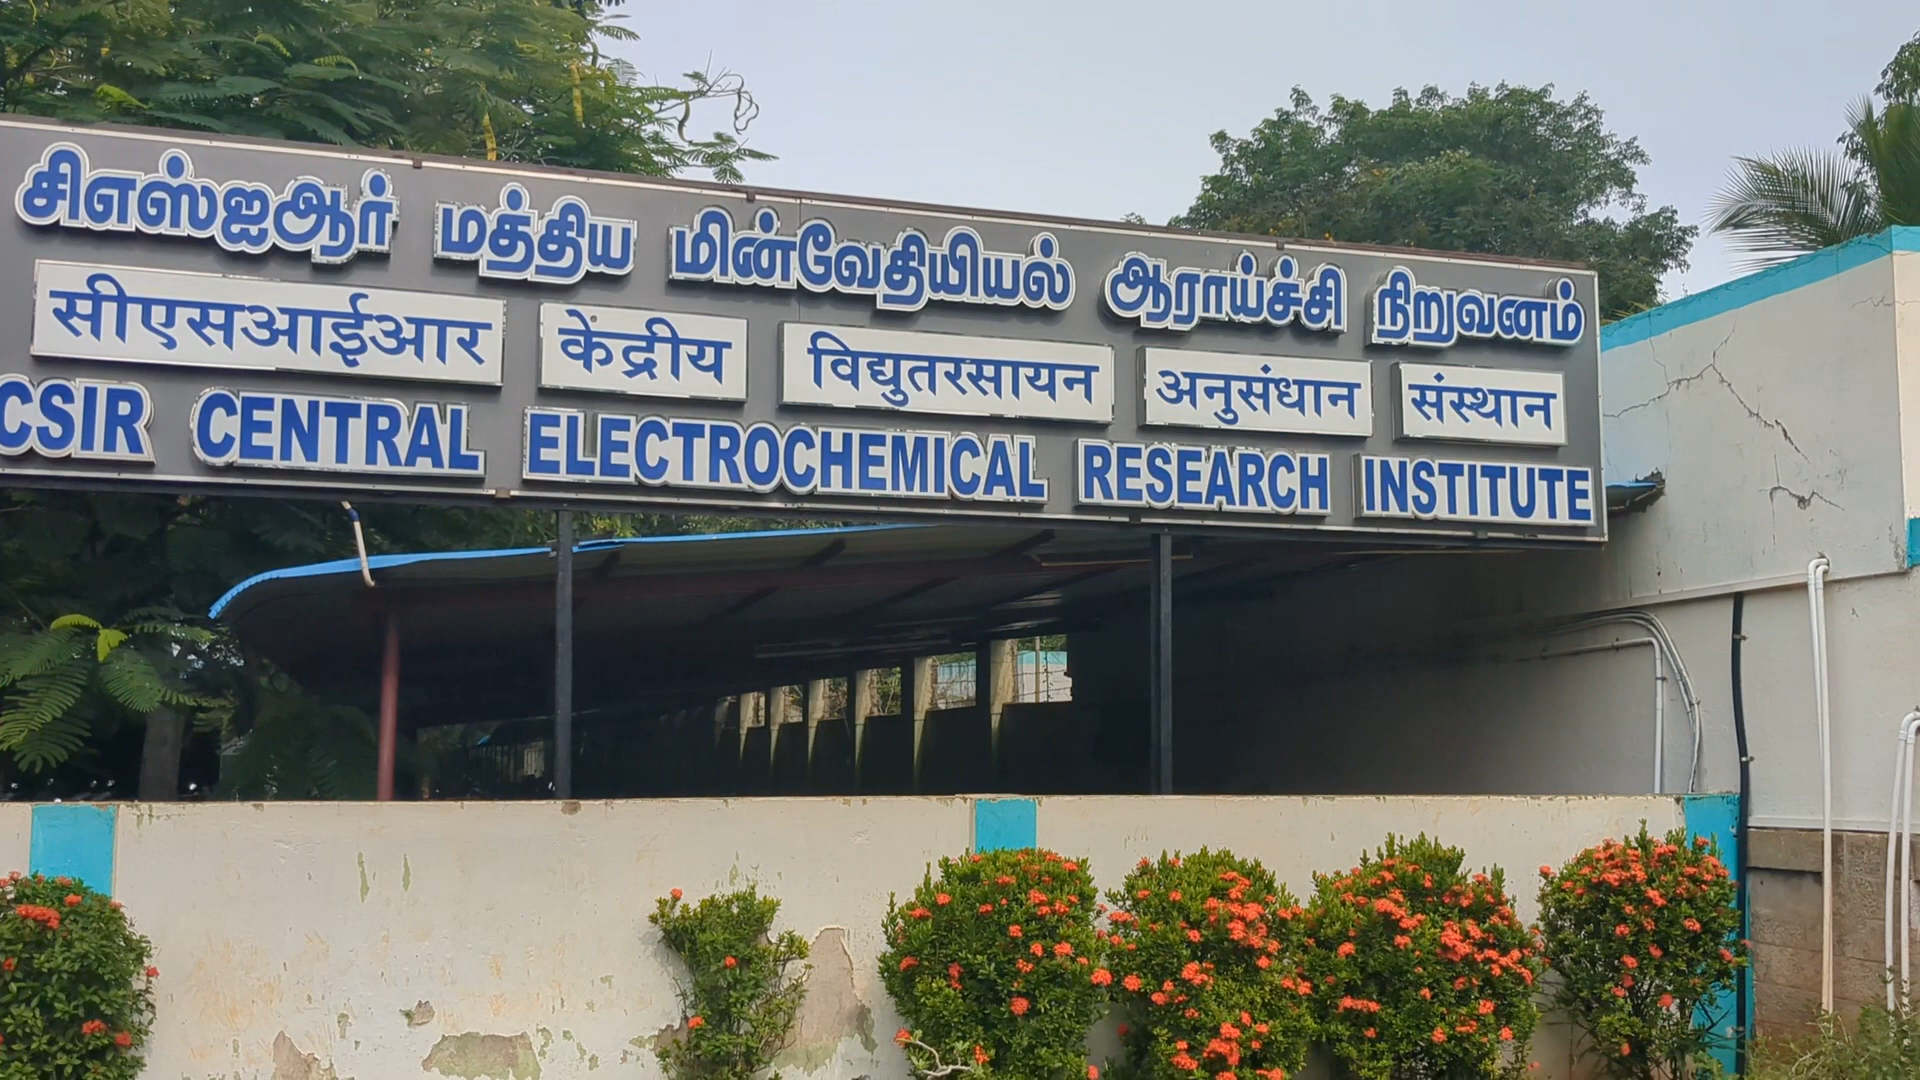 சிஎஸ்ஐஆர் மத்திய மின்வேதியியல் ஆராய்ச்சி நிறுவனம்
सीएसआईआर केद्रीय विद्युतरसायन अनुसंधान संस्थान
CSIR CENTRAL ELECTROCHEMICAL RESEARCH INSTITUTE